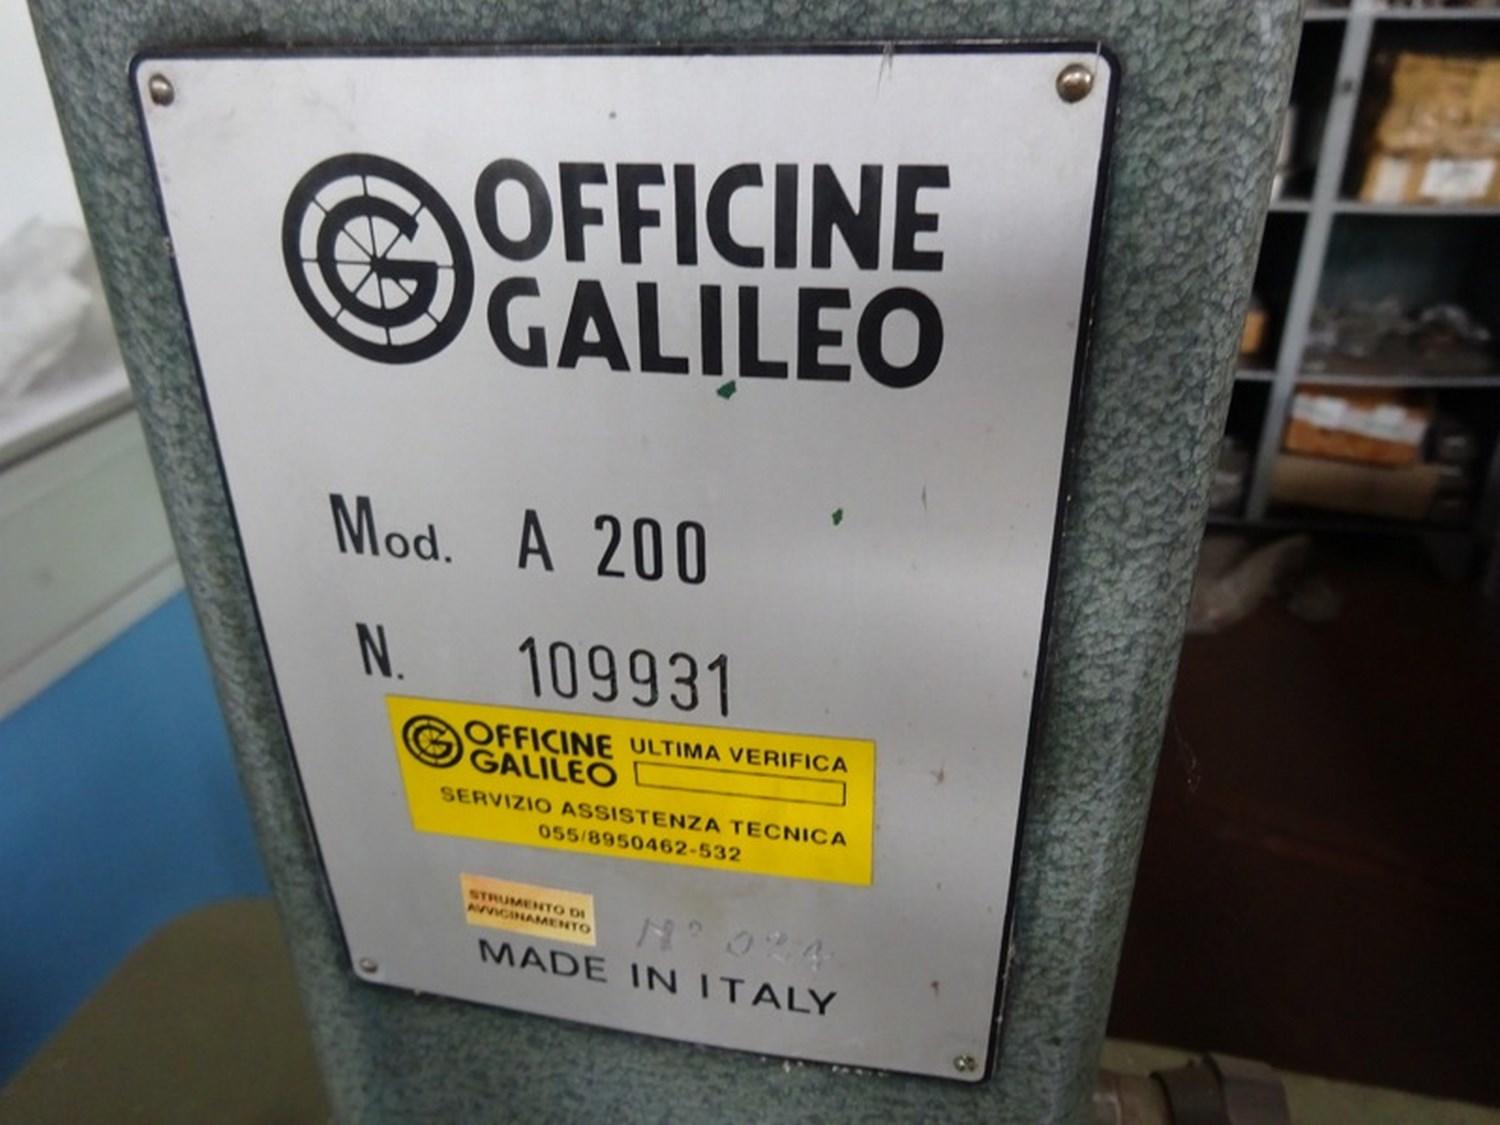 OFFICINE
GALILEO
Mod. A 200
N. 109931
OFFICINE
GALILEO
ULTIMA VERIFICA
SERVIZIO ASSISTENZA TECNICA
055/8950462-532
STRUMENTO DI
AVVICINAMENTO
N° 024
MADE IN ITALY